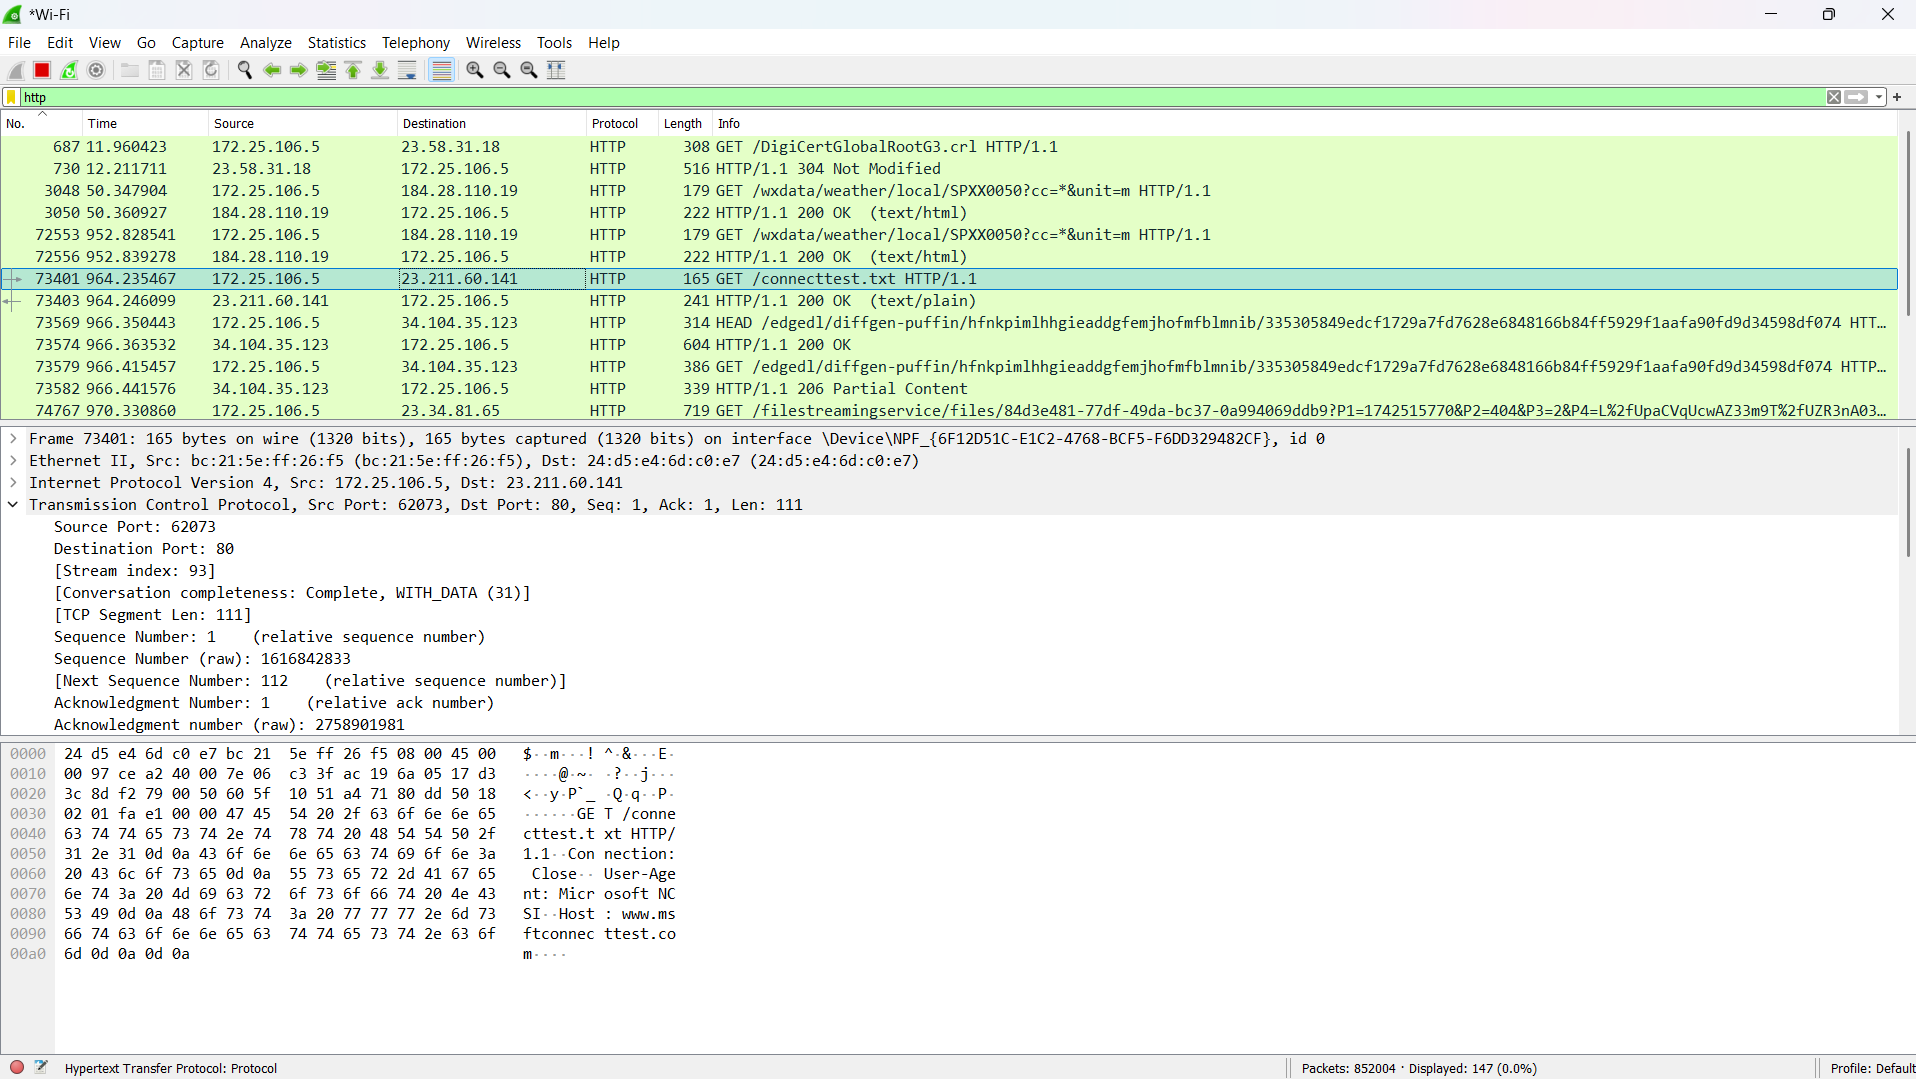 *Wi-Fi
File Edit View Go Capture Analyze Statistics Telephony Wireless Tools Help
http
No. Time Source Destination Protocol Length Info
687 11.960423 172.25.106.5 23.58.31.18 HTTP 308 GET /DigiCertGlobalRootG3.crl HTTP/1.1
730 12.211711 23.58.31.18 172.25.106.5 HTTP 516 HTTP/1.1 304 Not Modified
3048 50.347904 172.25.106.5 184.28.110.19 HTTP 179 GET /wxdata/weather/local/SPXX0050?cc=*&unit=m HTTP/1.1
3050 50.360927 184.28.110.19 172.25.106.5 HTTP 222 HTTP/1.1 200 OK (text/html)
72553 952.828541 172.25.106.5 184.28.110.19 HTTP 179 GET /wxdata/weather/local/SPXX0050?cc=*&unit=m HTTP/1.1
72556 952.839278 184.28.110.19 172.25.106.5 HTTP 222 HTTP/1.1 200 OK (text/html)
73401 964.235467 172.25.106.5 23.211.60.141 HTTP 165 GET /connecttest.txt HTTP/1.1
73403 964.246099 23.211.60.141 172.25.106.5 HTTP 241 HTTP/1.1 200 OK (text/plain)
73569 966.350443 172.25.106.5 34.104.35.123 HTTP 314 HEAD /edgedl/diffgen-puffin/hfnkpimlhhgieaddgfemjhofmfblmnib/335305849edcf1729a7fd7628e6848166b84ff5929f1aafa90fd9d34598df074 HTT…
73574 966.363532 34.104.35.123 172.25.106.5 HTTP 604 HTTP/1.1 200 OK
73579 966.415457 172.25.106.5 34.104.35.123 HTTP 386 GET /edgedl/diffgen-puffin/hfnkpimlhhgieaddgfemjhofmfblmnib/335305849edcf1729a7fd7628e6848166b84ff5929f1aafa90fd9d34598df074 HTTP…
73582 966.441576 34.104.35.123 172.25.106.5 HTTP 339 HTTP/1.1 206 Partial Content
74767 970.330860 172.25.106.5 23.34.81.65 HTTP 719 GET /filestreamingservice/files/84d3e481-77df-49da-bc37-0a994069ddb9?P1=1742515770&P2=404&P3=2&P4=L%2fUpaCVqUcwAZ33m9T%2fUZR3nA03…
Frame 73401: 165 bytes on wire (1320 bits), 165 bytes captured (1320 bits) on interface \Device\NPF_{6F12D51C-E1C2-4768-BCF5-F6DD329482CF}, id 0
Ethernet II, Src: bc:21:5e:ff:26:f5 (bc:21:5e:ff:26:f5), Dst: 24:d5:e4:6d:c0:e7 (24:d5:e4:6d:c0:e7)
Internet Protocol Version 4, Src: 172.25.106.5, Dst: 23.211.60.141
Transmission Control Protocol, Src Port: 62073, Dst Port: 80, Seq: 1, Ack: 1, Len: 111
Source Port: 62073
Destination Port: 80
[Stream index: 93]
[Conversation completeness: Complete, WITH_DATA (31)]
[TCP Segment Len: 111]
Sequence Number: 1 (relative sequence number)
Sequence Number (raw): 1616842833
[Next Sequence Number: 112 (relative sequence number)]
Acknowledgment Number: 1 (relative ack number)
Acknowledgment number (raw): 2758901981
0000 24 d5 e4 6d c0 e7 bc 21 5e ff 26 f5 08 00 45 00 $··m···! ^·&···E·
0010 00 97 ce a2 40 00 7e 06 c3 3f ac 19 6a 05 17 d3 ····@·~· ·?··j···
0020 3c 8d f2 79 00 50 60 5f 10 51 a4 71 80 dd 50 18 <··y·P`_ ·Q·q··P·
0030 02 01 fa e1 00 00 47 45 54 20 2f 63 6f 6e 6e 65 ······GE T /conne
0040 63 74 74 65 73 74 2e 74 78 74 20 48 54 54 50 2f cttest.t xt HTTP/
0050 31 2e 31 0d 0a 43 6f 6e 6e 65 63 74 69 6f 6e 3a 1.1··Con nection:
0060 20 43 6c 6f 73 65 0d 0a 55 73 65 72 2d 41 67 65 Close·· User-Age
0070 6e 74 3a 20 4d 69 63 72 6f 73 6f 66 74 20 4e 43 nt: Micr osoft NC
0080 53 49 0d 0a 48 6f 73 74 3a 20 77 77 77 2e 6d 73 SI··Host : www.ms
0090 66 74 63 6f 6e 6e 65 63 74 74 65 73 74 2e 63 6f ftconnec ttest.co
00a0 6d 0d 0a 0d 0a m····
Hypertext Transfer Protocol: Protocol Packets: 852004 · Displayed: 147 (0.0%) Profile: Default